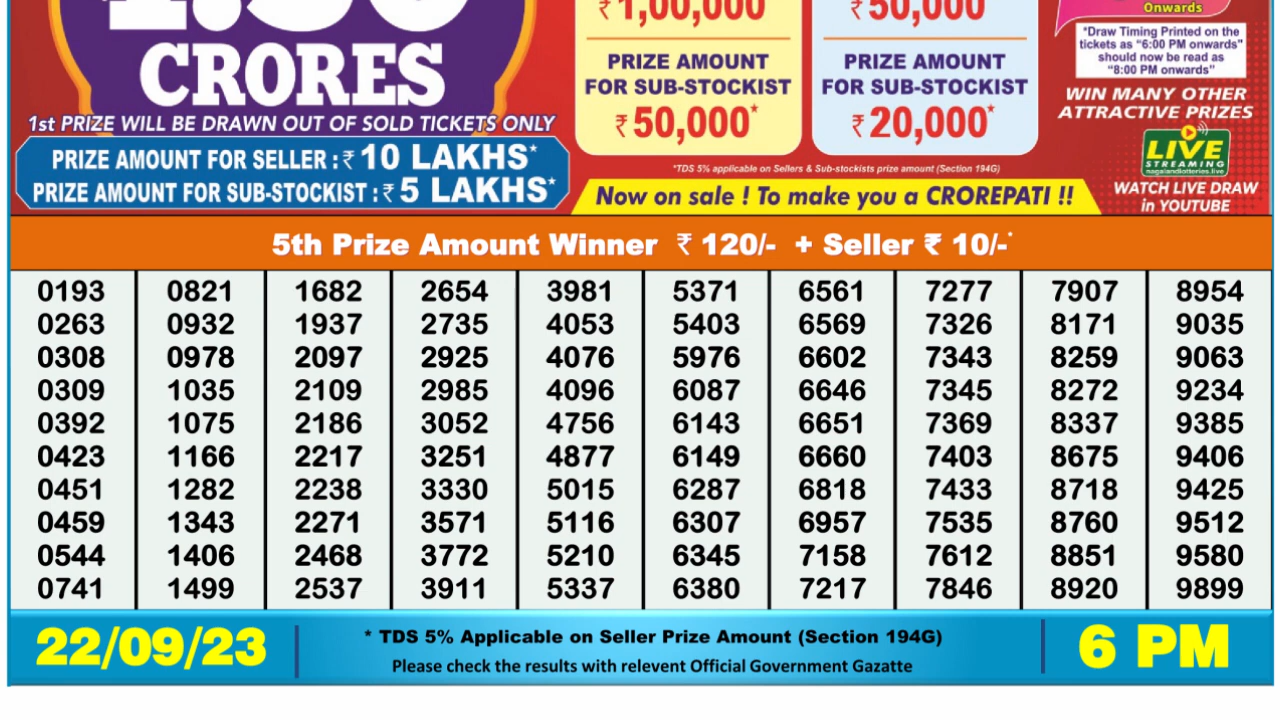 ₹1,00,000
₹50,000
Onwards
CRORES
1st PRIZE WILL BE DRAWN OUT OF SOLD TICKETS ONLY
PRIZE AMOUNT FOR SELLER : ₹ 10 LAKHS*
PRIZE AMOUNT FOR SUB-STOCKIST : ₹ 5 LAKHS*
PRIZE AMOUNT
FOR SUB-STOCKIST
₹50,000*
PRIZE AMOUNT
FOR SUB-STOCKIST
₹20,000*
*TDS 5% applicable on Sellers & Sub-stockists prize amount (Section 194G)
Now on sale ! To make you a CROREPATI !!
*Draw Timing Printed on the
tickets as “6:00 PM onwards”
should now be read as
“8:00 PM onwards”
WIN MANY OTHER
ATTRACTIVE PRIZES
LIVE
STREAMING
nagalandlotteries.live
WATCH LIVE DRAW
in YOUTUBE
5th Prize Amount Winner ₹ 120/- + Seller ₹ 10/-*
0193 0821 1682 2654 3981 5371 6561 7277 7907 8954
0263 0932 1937 2735 4053 5403 6569 7326 8171 9035
0308 0978 2097 2925 4076 5976 6602 7343 8259 9063
0309 1035 2109 2985 4096 6087 6646 7345 8272 9234
0392 1075 2186 3052 4756 6143 6651 7369 8337 9385
0423 1166 2217 3251 4877 6149 6660 7403 8675 9406
0451 1282 2238 3330 5015 6287 6818 7433 8718 9425
0459 1343 2271 3571 5116 6307 6957 7535 8760 9512
0544 1406 2468 3772 5210 6345 7158 7612 8851 9580
0741 1499 2537 3911 5337 6380 7217 7846 8920 9899
22/09/23
* TDS 5% Applicable on Seller Prize Amount (Section 194G)
Please check the results with relevent Official Government Gazatte
6 PM